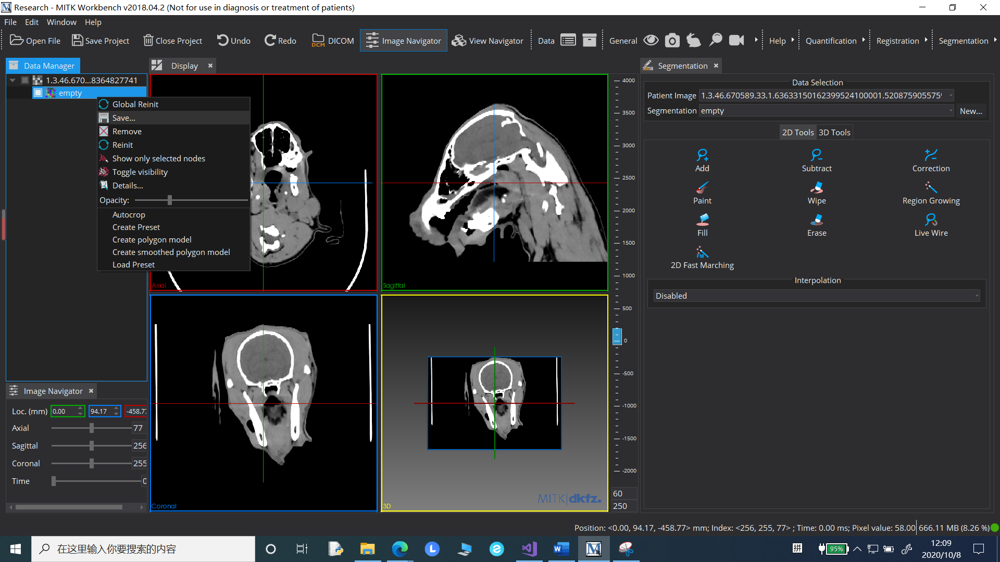 Research - MITK Workbench v2018.04.2 (Not for use in diagnosis or treatment of patients)
File Edit Window Help
Open File Save Project Close Project Undo Redo DCM DICOM Image Navigator View Navigator Data General Help Quantification Registration Segmentation
Data Manager
1.3.46.670...8364827741
empty
Global Reinit
Save...
Remove
Reinit
Show only selected nodes
Toggle visibility
Details...
Opacity:
Autocrop
Create Preset
Create polygon model
Create smoothed polygon model
Load Preset
Display
Axial
Sagittal
Coronal
3D
MITK|dkfz.
4000
3500
3000
2500
2000
1500
1000
500
0
-500
-1000
-1500
-2000
60
250
Image Navigator
Loc. (mm) 0.00 94.17 -458.77
Axial 77
Sagittal 256
Coronal 255
Time 0
Segmentation
Data Selection
Patient Image 1.3.46.670589.33.1.63633150162399524100001.520875905575
Segmentation empty New...
2D Tools 3D Tools
Add Subtract Correction
Paint Wipe Region Growing
Fill Erase Live Wire
FM
2D Fast Marching
Interpolation
Disabled
Position: <0.00, 94.17, -458.77> mm; Index: <256, 255, 77> ; Time: 0.00 ms; Pixel value: 58.00 666.11 MB (8.26 %)
在这里输入你要搜索的内容
拼
95%
12:09
2020/10/8